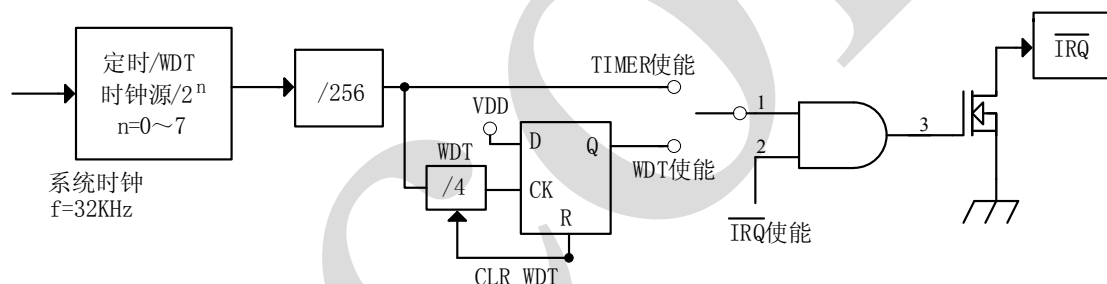 定时/WDT
时钟源/2ⁿ
n=0～7
系统时钟
f=32KHz
/256
TIMER使能
VDD
D
Q
WDT
/4
CK
R
CLR WDT
WDT使能
1
2
3
IRQ使能
IRQ